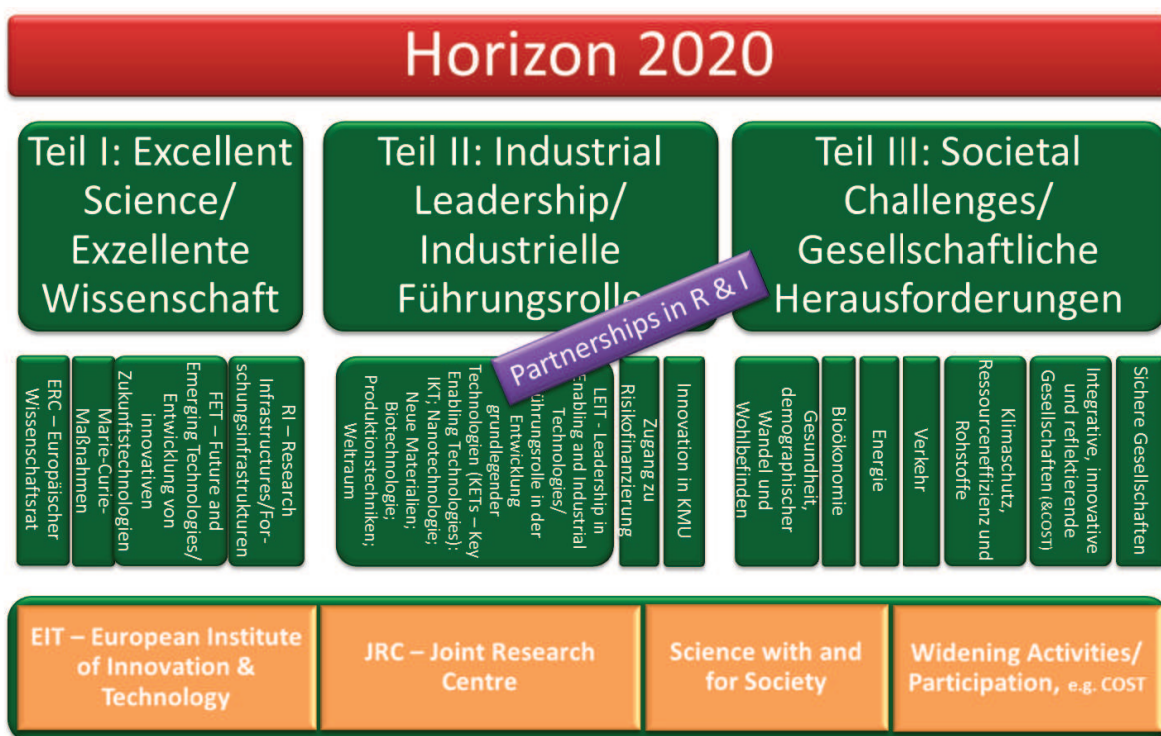 Horizon 2020
Teil I: Excellent
Science/
Exzellente
Wissenschaft
Teil II: Industrial
Leadership/
Industrielle
Führungsrolle
Teil III: Societal
Challenges/
Gesellschaftliche
Herausforderungen
Partnerships in R & I
ERC – Europäischer
Wissenschaftsrat
Marie-Curie-
Maßnahmen
FET – Future and
Emerging Technologies/
Entwicklung von
innovativen
Zukunftstechnologien
RI – Research
Infrastructures/For-
schungsinfrastrukturen
LEIT - Leadership in
Enabling and Industrial
Technologies/
Führungsrolle in der
Entwicklung
grundlegender
Technologien (KETs – Key
Enabling Technologies):
IKT; Nanotechnologie;
Neue Materialien;
Biotechnologie;
Produktionstechniken;
Weltraum
Zugang zu
Risikofinanzierung
Innovation in KMU
Gesundheit,
demographischer
Wandel und
Wohlbefinden
Bioökonomie
Energie
Verkehr
Klimaschutz,
Ressourceneffizienz und
Rohstoffe
Integrative, innovative
und reflektierende
Gesellschaften (&COST)
Sichere Gesellschaften
EIT – European Institute
of Innovation &
Technology
JRC – Joint Research
Centre
Science with and
for Society
Widening Activities/
Participation, e.g. COST